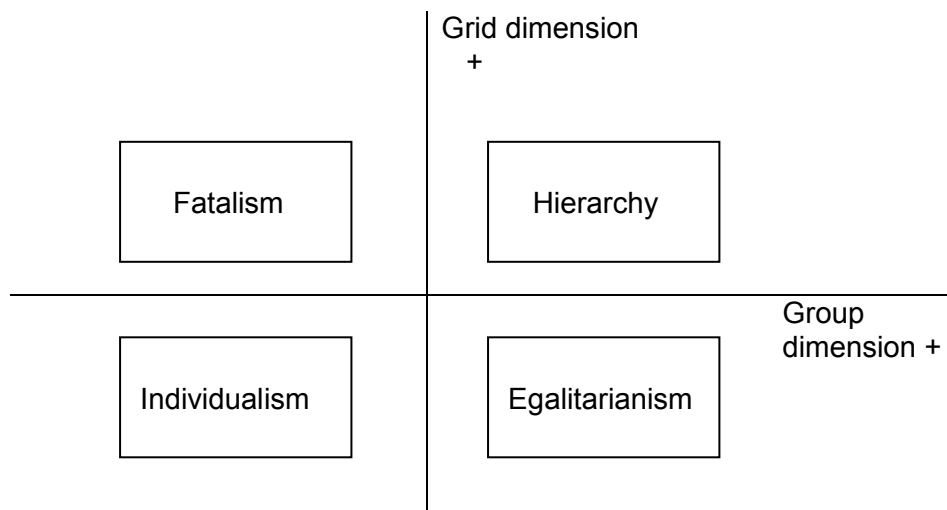 Grid dimension
+
Fatalism
Hierarchy
Group
dimension +
Individualism
Egalitarianism